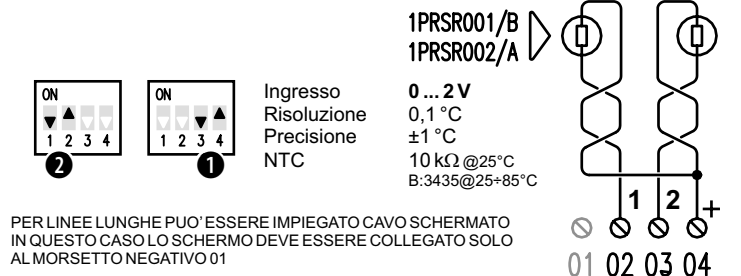 1PRSR001/B
1PRSR002/A
ON
1 2 3 4
2
ON
1 2 3 4
1
Ingresso 0 ... 2 V
Risoluzione 0,1 °C
Precisione ±1 °C
NTC 10 kΩ @25°C
B:3435@25÷85°C
PER LINEE LUNGHE PUO' ESSERE IMPIEGATO CAVO SCHERMATO
IN QUESTO CASO LO SCHERMO DEVE ESSERE COLLEGATO SOLO
AL MORSETTO NEGATIVO 01
1 2 +
01 02 03 04